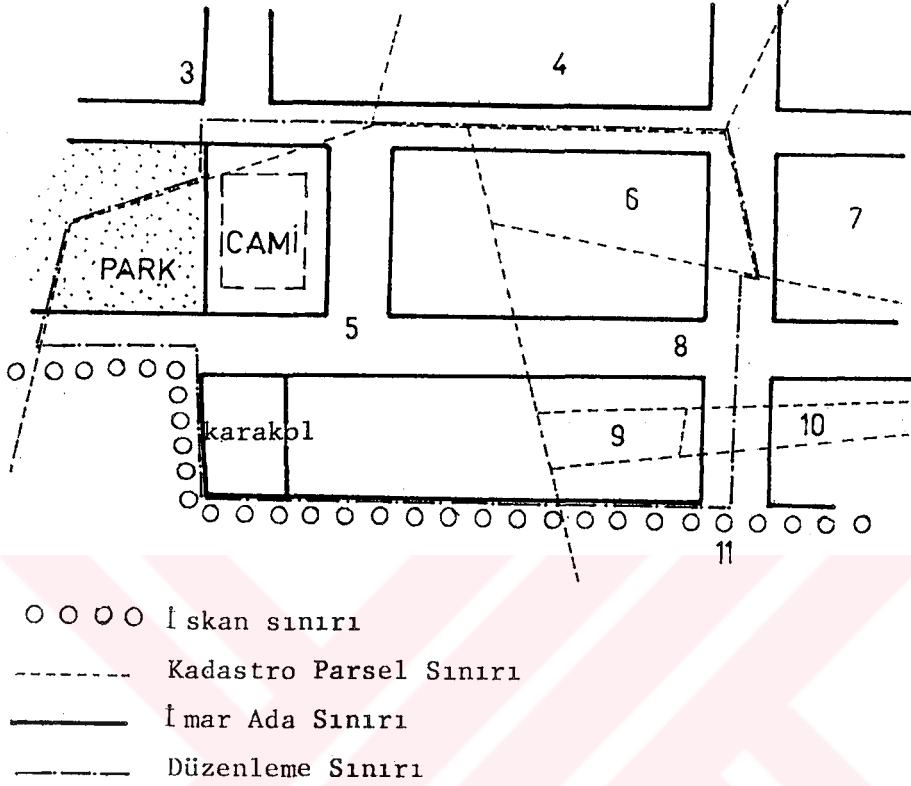 3
4
6
7
CAMİ
PARK
5
8
karakol
9
10
11
İskan sınırı
Kadastro Parsel Sınırı
İmar Ada Sınırı
Düzenleme Sınırı